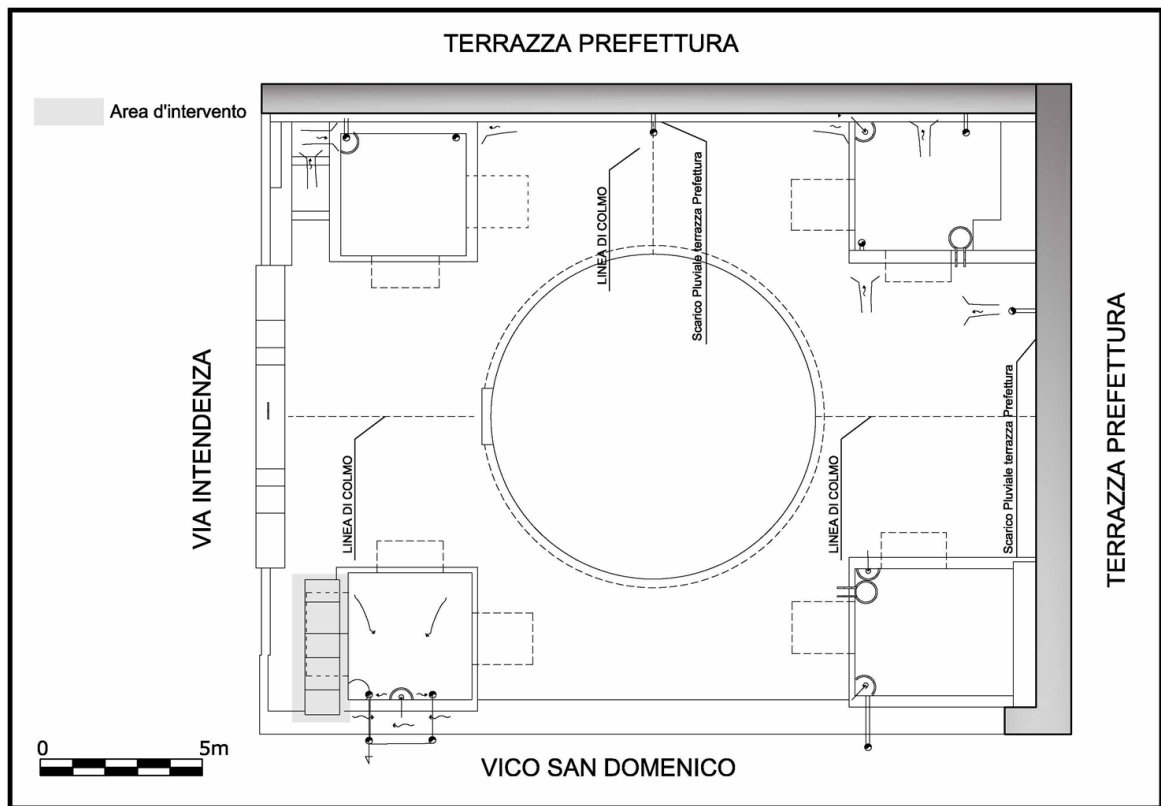 TERRAZZA PREFETTURA
Area d'intervento
LINEA DI COLMO
Scarico Pluviale terrazza Prefettura
VIA INTENDENZA
LINEA DI COLMO
LINEA DI COLMO
Scarico Pluviale terrazza Prefettura
TERRAZZA PREFETTURA
0 5m
VICO SAN DOMENICO